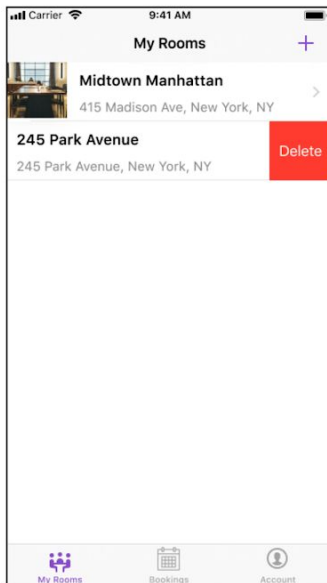 Carrier 9:41 AM
My Rooms +
Midtown Manhattan
415 Madison Ave, New York, NY
245 Park Avenue
245 Park Avenue, New York, NY
Delete
My Rooms Bookings Account